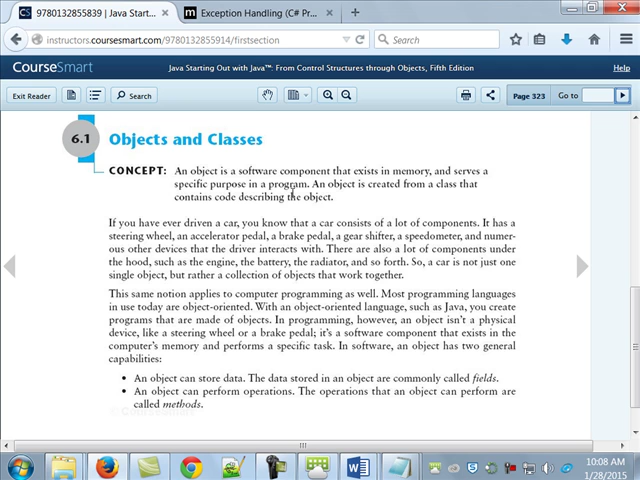 9780132855839 | Java Start...
Exception Handling (C# Pr...
instructors.coursesmart.com/9780132855914/firstsection
Search
CourseSmart
Java Starting Out with Java™: From Control Structures through Objects, Fifth Edition
Help
Exit Reader
Search
Page 323
Go to
6.1 Objects and Classes
CONCEPT: An object is a software component that exists in memory, and serves a
specific purpose in a program. An object is created from a class that
contains code describing the object.
If you have ever driven a car, you know that a car consists of a lot of components. It has a
steering wheel, an accelerator pedal, a brake pedal, a gear shifter, a speedometer, and numer-
ous other devices that the driver interacts with. There are also a lot of components under
the hood, such as the engine, the battery, the radiator, and so forth. So, a car is not just one
single object, but rather a collection of objects that work together.
This same notion applies to computer programming as well. Most programming languages
in use today are object-oriented. With an object-oriented language, such as Java, you create
programs that are made of objects. In programming, however, an object isn't a physical
device, like a steering wheel or a brake pedal; it's a software component that exists in the
computer's memory and performs a specific task. In software, an object has two general
capabilities:
• An object can store data. The data stored in an object are commonly called fields.
• An object can perform operations. The operations that an object can perform are
called methods.
10:08 AM
1/28/2015